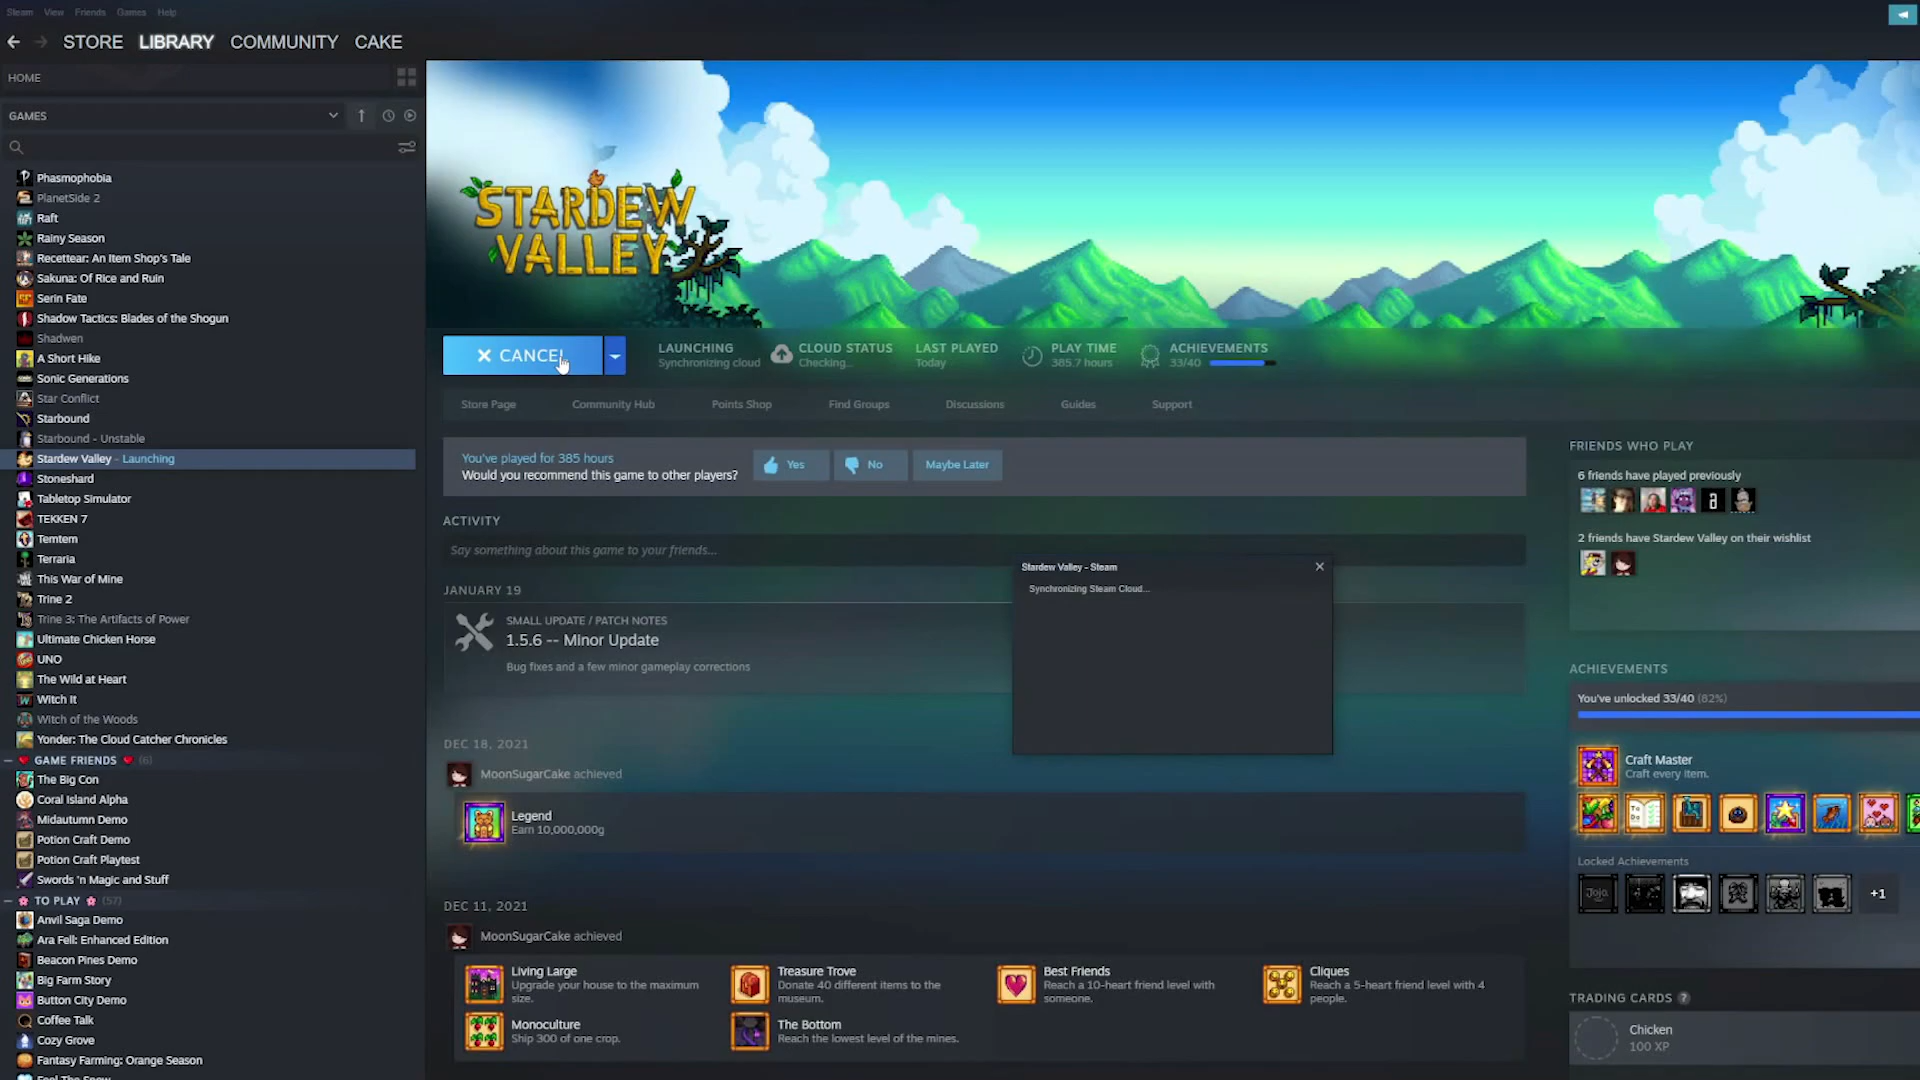 Steam View Friends Games Help
STORE LIBRARY COMMUNITY CAKE
HOME
GAMES
Phasmophobia
PlanetSide 2
Raft
Rainy Season
Recettear: An Item Shop's Tale
Sakuna: Of Rice and Ruin
Serin Fate
Shadow Tactics: Blades of the Shogun
Shadwen
A Short Hike
Sonic Generations
Star Conflict
Starbound
Starbound - Unstable
Stardew Valley - Launching
Stoneshard
Tabletop Simulator
TEKKEN 7
Temtem
Terraria
This War of Mine
Trine 2
Trine 3: The Artifacts of Power
Ultimate Chicken Horse
UNO
The Wild at Heart
Witch It
Witch of the Woods
Yonder: The Cloud Catcher Chronicles
GAME FRIENDS (6)
The Big Con
Coral Island Alpha
Midautumn Demo
Potion Craft Demo
Potion Craft Playtest
Swords 'n Magic and Stuff
TO PLAY (57)
Anvil Saga Demo
Ara Fell: Enhanced Edition
Beacon Pines Demo
Big Farm Story
Button City Demo
Coffee Talk
Cozy Grove
Fantasy Farming: Orange Season
Feel The Snow
STARDEW
VALLEY
CANCEL
LAUNCHING
Synchronizing cloud
CLOUD STATUS
Checking...
LAST PLAYED
Today
PLAY TIME
385.7 hours
ACHIEVEMENTS
33/40
Store Page Community Hub Points Shop Find Groups Discussions Guides Support
You've played for 385 hours
Would you recommend this game to other players?
Yes No Maybe Later
ACTIVITY
Say something about this game to your friends...
JANUARY 19
SMALL UPDATE / PATCH NOTES
1.5.6 -- Minor Update
Bug fixes and a few minor gameplay corrections
Stardew Valley - Steam
Synchronizing Steam Cloud...
DEC 18, 2021
MoonSugarCake achieved
Legend
Earn 10,000,000g
DEC 11, 2021
MoonSugarCake achieved
Living Large
Upgrade your house to the maximum
size.
Treasure Trove
Donate 40 different items to the
museum.
Best Friends
Reach a 10-heart friend level with
someone.
Cliques
Reach a 5-heart friend level with 4
people.
Monoculture
Ship 300 of one crop.
The Bottom
Reach the lowest level of the mines.
FRIENDS WHO PLAY
6 friends have played previously
a
2 friends have Stardew Valley on their wishlist
ACHIEVEMENTS
You've unlocked 33/40 (82%)
Craft Master
Craft every item.
Locked Achievements
Joja
+1
TRADING CARDS ?
Chicken
100 XP